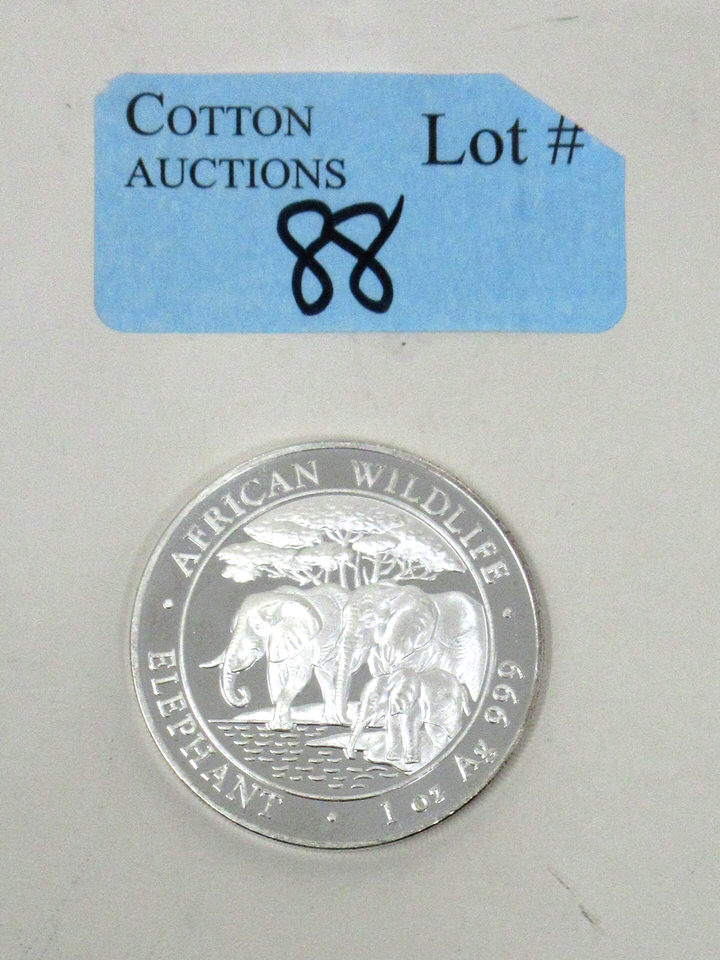 COTTON
AUCTIONS
Lot #
88
AFRICAN WILDLIFE
ELEPHANT
1 oz Ag 999